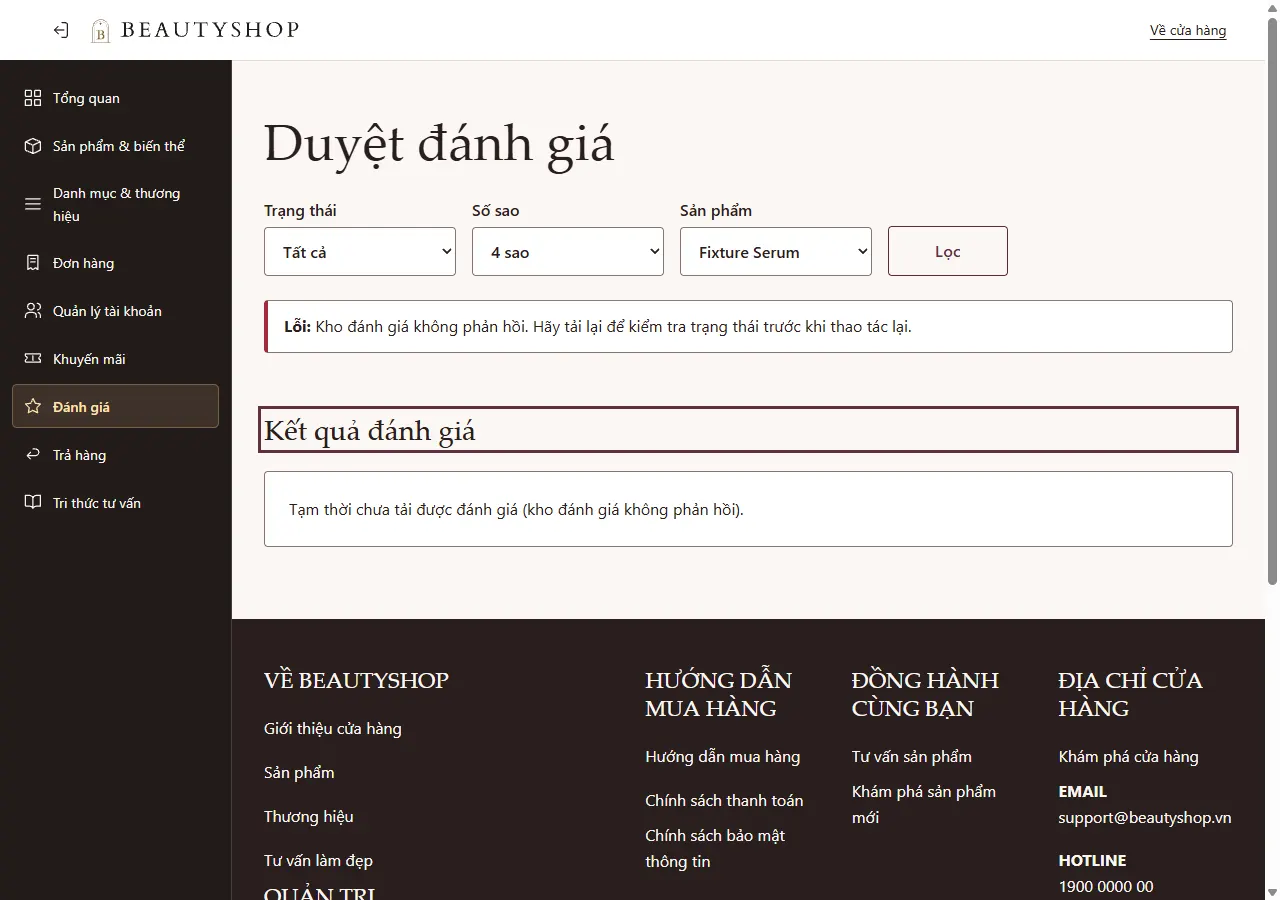 BEAUTYSHOP
Về cửa hàng
Tổng quan
Sản phẩm & biến thể
Danh mục & thương
hiệu
Đơn hàng
Quản lý tài khoản
Khuyến mãi
Đánh giá
Trả hàng
Tri thức tư vấn
Duyệt đánh giá
Trạng thái
Số sao
Sản phẩm
Tất cả
4 sao
Fixture Serum
Lọc
Lỗi: Kho đánh giá không phản hồi. Hãy tải lại để kiểm tra trạng thái trước khi thao tác lại.
Kết quả đánh giá
Tạm thời chưa tải được đánh giá (kho đánh giá không phản hồi).
VỀ BEAUTYSHOP
Giới thiệu cửa hàng
Sản phẩm
Thương hiệu
Tư vấn làm đẹp
QUẢN TRỊ
HƯỚNG DẪN
MUA HÀNG
Hướng dẫn mua hàng
Chính sách thanh toán
Chính sách bảo mật
thông tin
ĐỒNG HÀNH
CÙNG BẠN
Tư vấn sản phẩm
Khám phá sản phẩm
mới
ĐỊA CHỈ CỬA
HÀNG
Khám phá cửa hàng
EMAIL
support@beautyshop.vn
HOTLINE
1900 0000 00